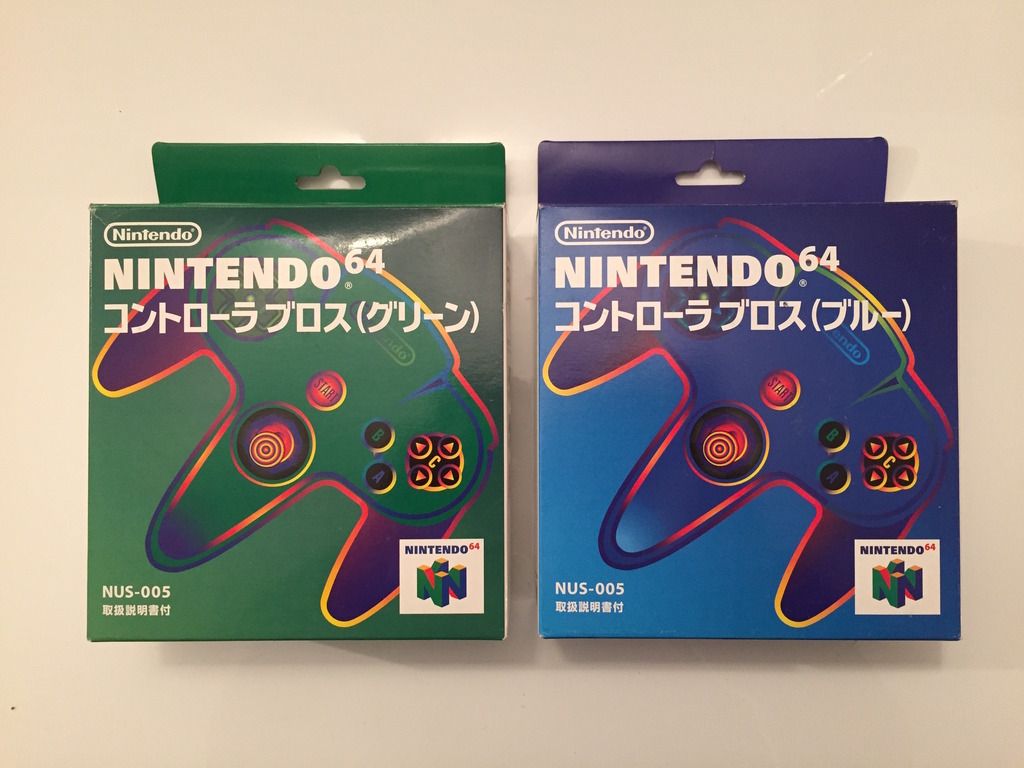 Nintendo®
NINTENDO64®
コントローラ ブロス(グリーン)
Nintendo
START
B
A
C
NUS-005
取扱説明書付
NINTENDO64
Nintendo®
NINTENDO64®
コントローラ ブロス(ブルー)
Nintendo
START
B
A
C
NUS-005
取扱説明書付
NINTENDO64